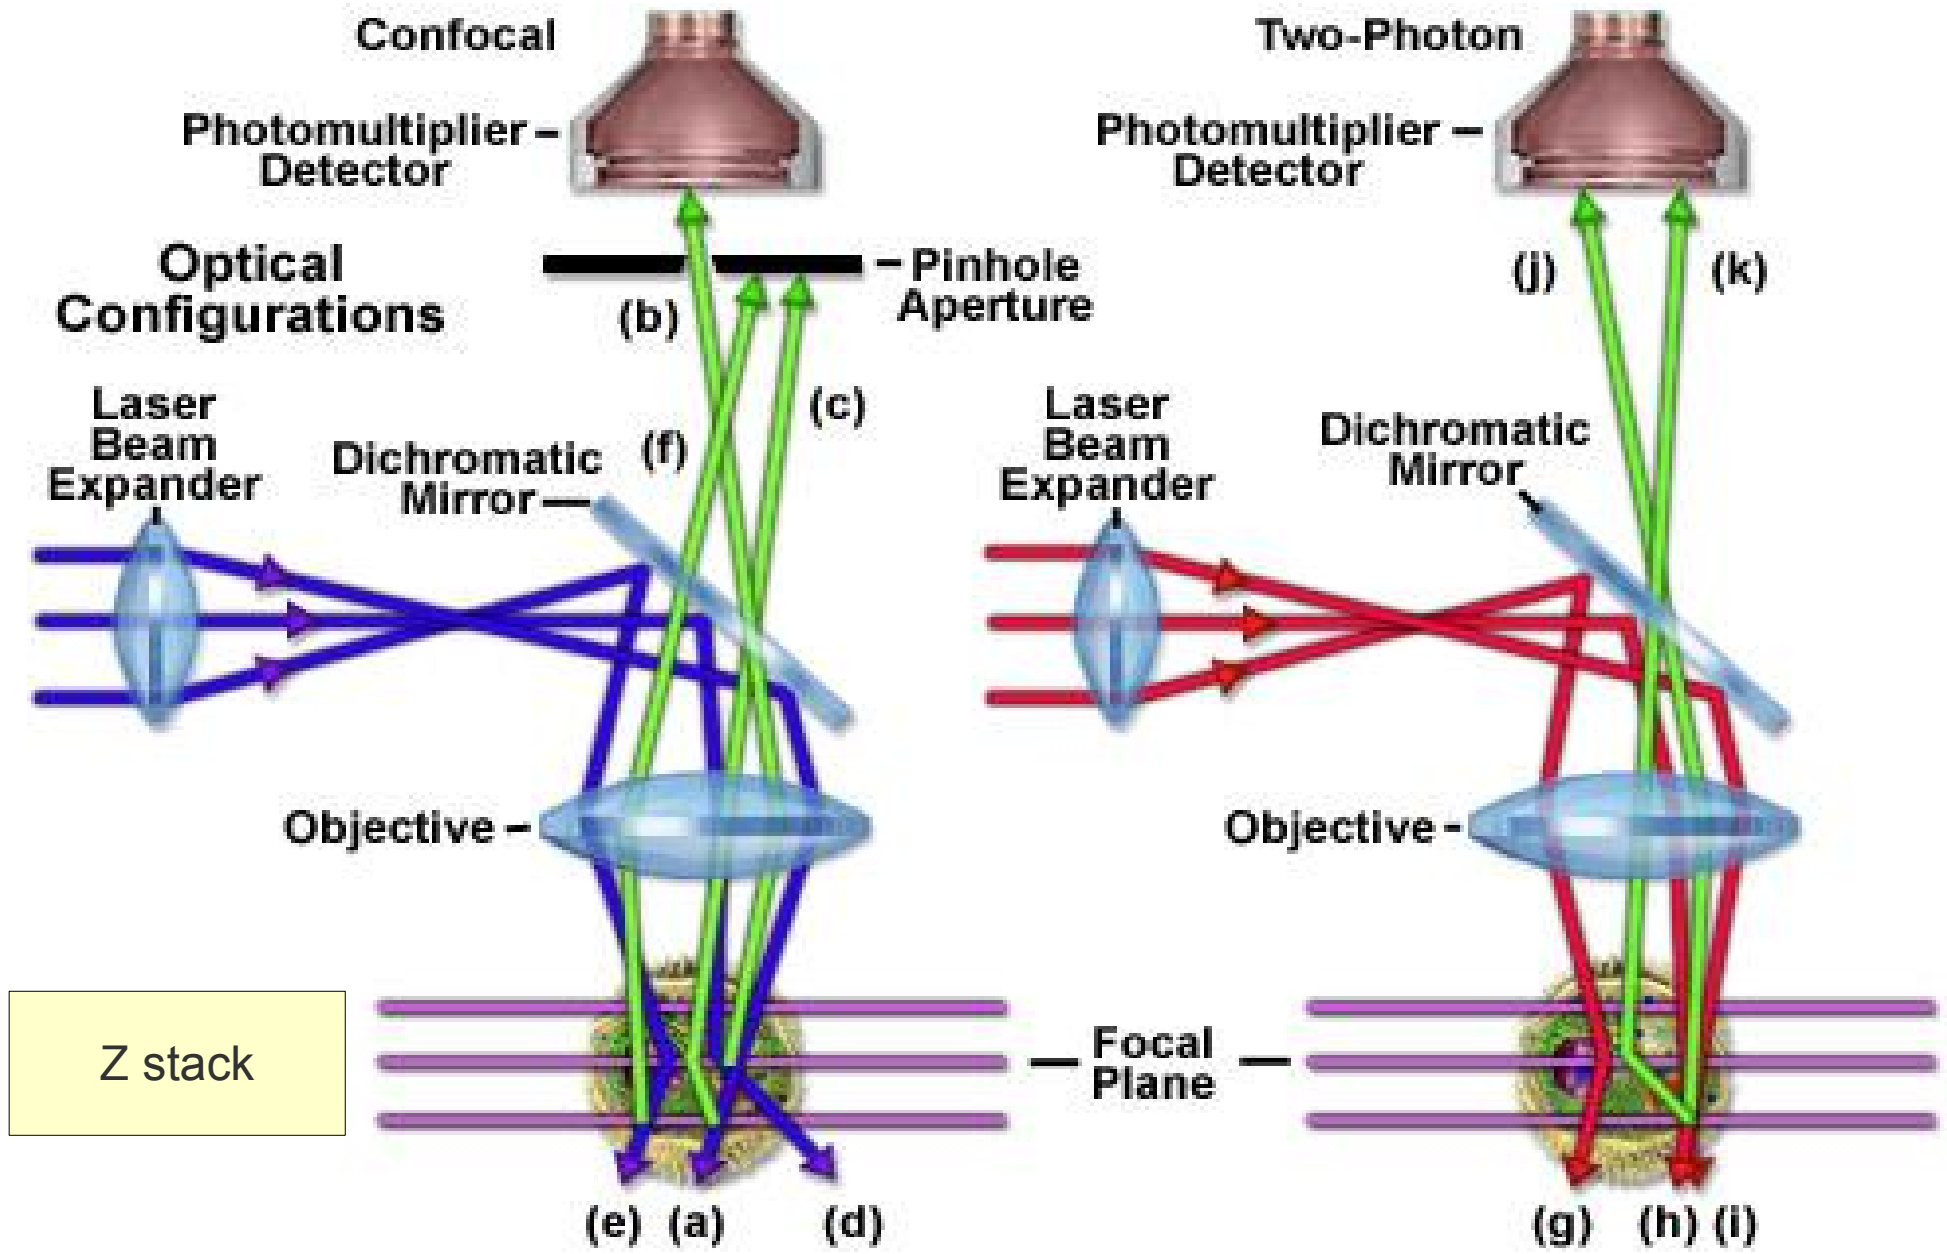 Confocal
Two-Photon
Photomultiplier
Detector
Photomultiplier
Detector
Optical
Configurations
Pinhole
Aperture
(b)
(j)
(k)
Laser
Beam
Expander
Dichromatic
Mirror
(f)
(c)
Laser
Beam
Expander
Dichromatic
Mirror
Objective
Objective
Z stack
Focal
Plane
(e) (a) (d)
(g) (h) (i)